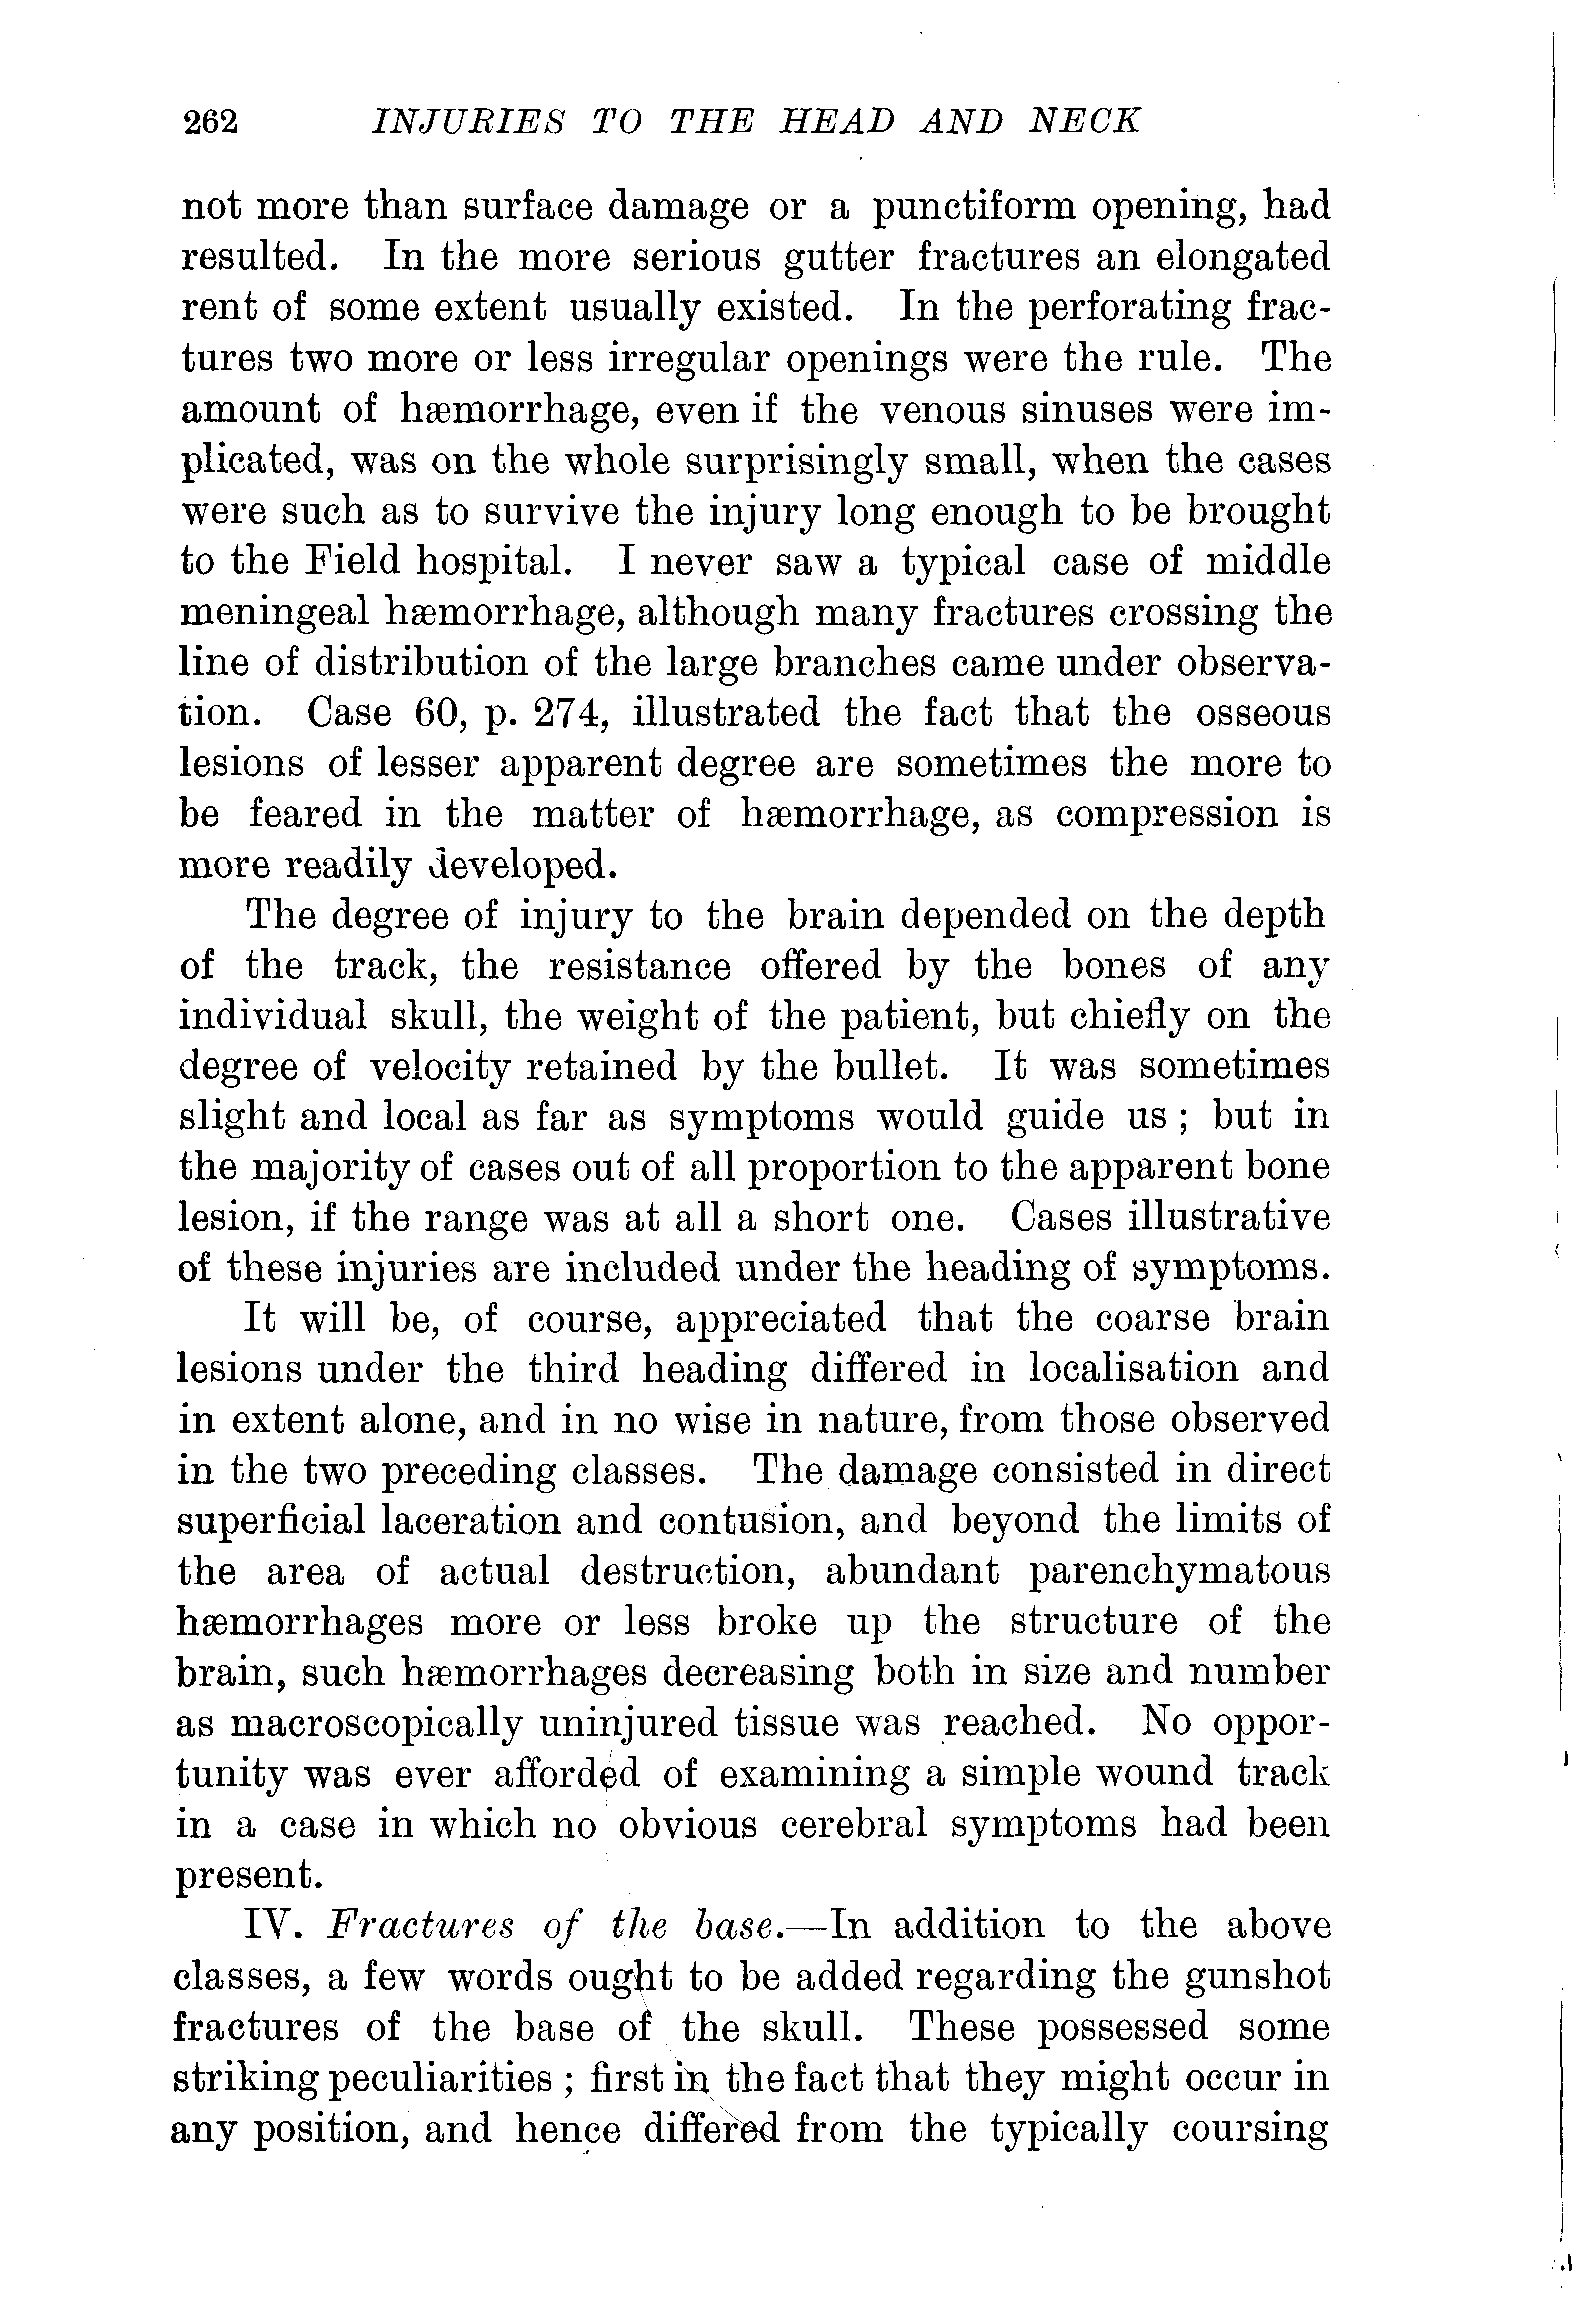 262 INJURIES TO THE HEAD AND NECK
not more than surface damage or a punctiform opening, had
resulted. In the more serious gutter fractures an elongated
rent of some extent usually existed. In the perforating frac-
tures two more or less irregular openings were the rule. The
amount of hæmorrhage, even if the venous sinuses were im-
plicated, was on the whole surprisingly small, when the cases
were such as to survive the injury long enough to be brought
to the Field hospital. I never saw a typical case of middle
meningeal hæmorrhage, although many fractures crossing the
line of distribution of the large branches came under observa-
tion. Case 60, p. 274, illustrated the fact that the osseous
lesions of lesser apparent degree are sometimes the more to
be feared in the matter of hæmorrhage, as compression is
more readily developed.
The degree of injury to the brain depended on the depth
of the track, the resistance offered by the bones of any
individual skull, the weight of the patient, but chiefly on the
degree of velocity retained by the bullet. It was sometimes
slight and local as far as symptoms would guide us ; but in
the majority of cases out of all proportion to the apparent bone
lesion, if the range was at all a short one. Cases illustrative
of these injuries are included under the heading of symptoms.
It will be, of course, appreciated that the coarse brain
lesions under the third heading differed in localisation and
in extent alone, and in no wise in nature, from those observed
in the two preceding classes. The damage consisted in direct
superficial laceration and contusion, and beyond the limits of
the area of actual destruction, abundant parenchymatous
hæmorrhages more or less broke up the structure of the
brain, such hæmorrhages decreasing both in size and number
as macroscopically uninjured tissue was reached. No oppor-
tunity was ever afforded of examining a simple wound track
in a case in which no obvious cerebral symptoms had been
present.
IV. Fractures of the base.—In addition to the above
classes, a few words ought to be added regarding the gunshot
fractures of the base of the skull. These possessed some
striking peculiarities ; first in the fact that they might occur in
any position, and hence differed from the typically coursing